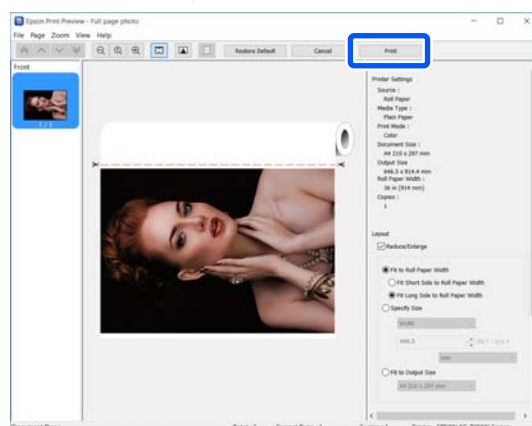 Epson Print Preview - Full page photo
File Page Zoom View Help
Restore Default Cancel Print
Front
1 / 1
Printer Settings
Source :
Roll Paper
Media Type :
Plain Paper
Print Mode :
Color
Document Size :
A4 210 x 297 mm
Output Size
646.5 x 914.4 mm
Roll Paper Width :
36 in (914 mm)
Copies :
1
Layout
Reduce/Enlarge
Fit to Roll Paper Width
Fit Short Side to Roll Paper Width
Fit Long Side to Roll Paper Width
Specify Size
Width
646.5
mm
Fit to Output Size
A4 210 x 297 mm